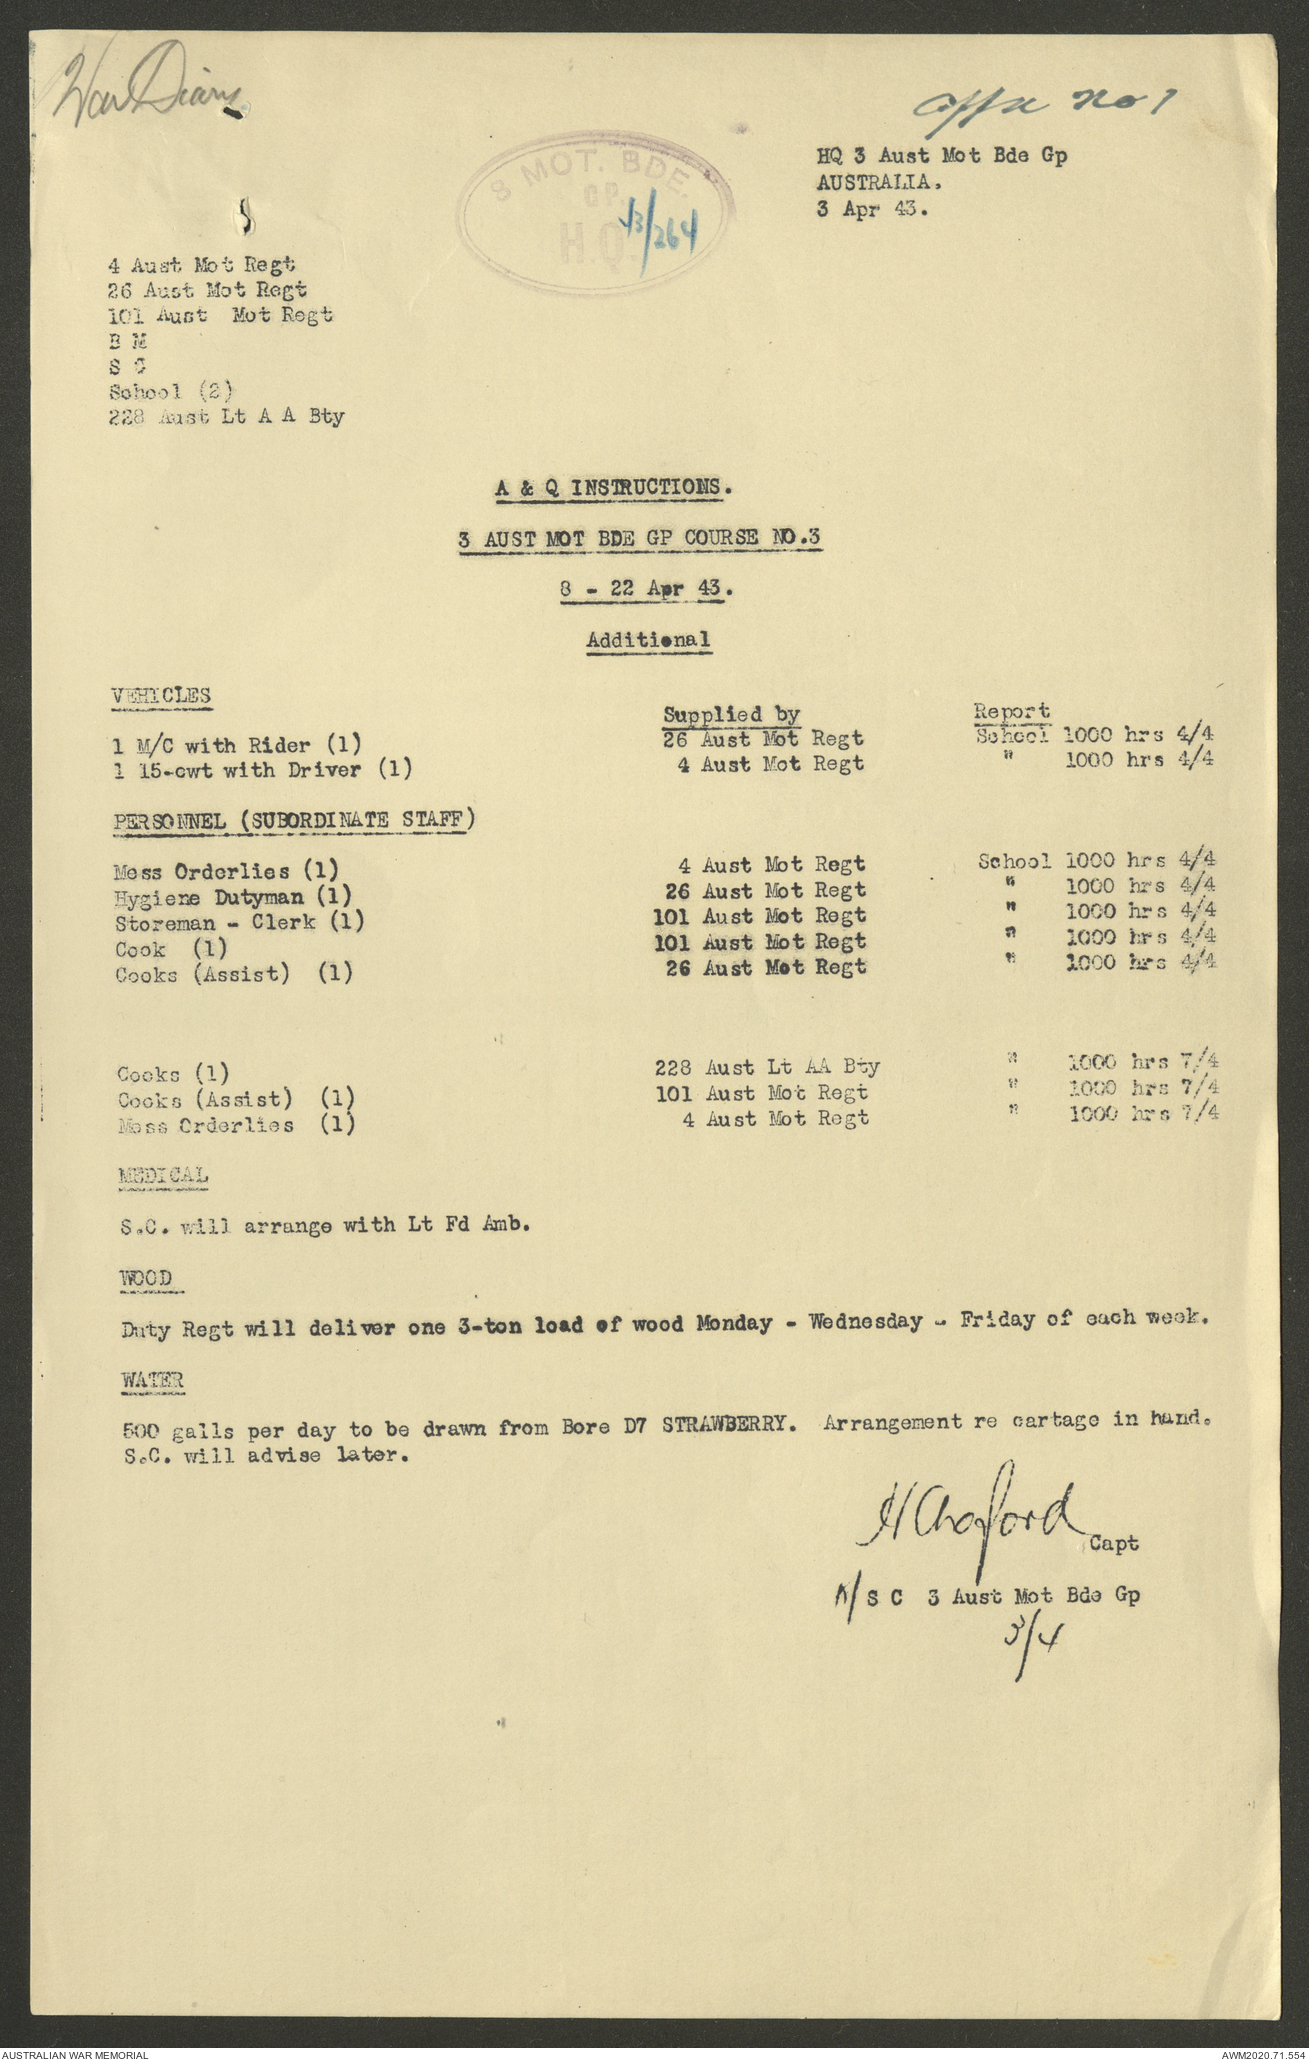 War Diary
Appx No 1
HQ 3 Aust Mot Bde Gp
AUSTRALIA.
3 Apr 43.
MOT. BDE.
GP.
H.Q.
43/264
4 Aust Mot Regt
26 Aust Mot Regt
101 Aust Mot Regt
B M
S C
School (2)
228 Aust Lt A A Bty
A & Q INSTRUCTIONS.
3 AUST MOT BDE GP COURSE NO.3
8 - 22 Apr 43.
Additional
VEHICLES
Supplied by Report
1 M/C with Rider (1) 26 Aust Mot Regt School 1000 hrs 4/4
1 15-cwt with Driver (1) 4 Aust Mot Regt " 1000 hrs 4/4
PERSONNEL (SUBORDINATE STAFF)
Mess Orderlies (1) 4 Aust Mot Regt School 1000 hrs 4/4
Hygiene Dutyman (1) 26 Aust Mot Regt " 1000 hrs 4/4
Storeman - Clerk (1) 101 Aust Mot Regt " 1000 hrs 4/4
Cook (1) 101 Aust Mot Regt " 1000 hrs 4/4
Cooks (Assist) (1) 26 Aust Mot Regt " 1000 hrs 4/4
Cooks (1) 228 Aust Lt AA Bty " 1000 hrs 7/4
Cooks (Assist) (1) 101 Aust Mot Regt " 1000 hrs 7/4
Mess Orderlies (1) 4 Aust Mot Regt " 1000 hrs 7/4
MEDICAL
S.C. will arrange with Lt Fd Amb.
WOOD
Duty Regt will deliver one 3-ton load of wood Monday - Wednesday - Friday of each week.
WATER
500 galls per day to be drawn from Bore D7 STRAWBERRY. Arrangement re cartage in hand.
S.C. will advise later.
Capt
A/ S C 3 Aust Mot Bde Gp
3/4
AUSTRALIAN WAR MEMORIAL
AWM2020.71.554